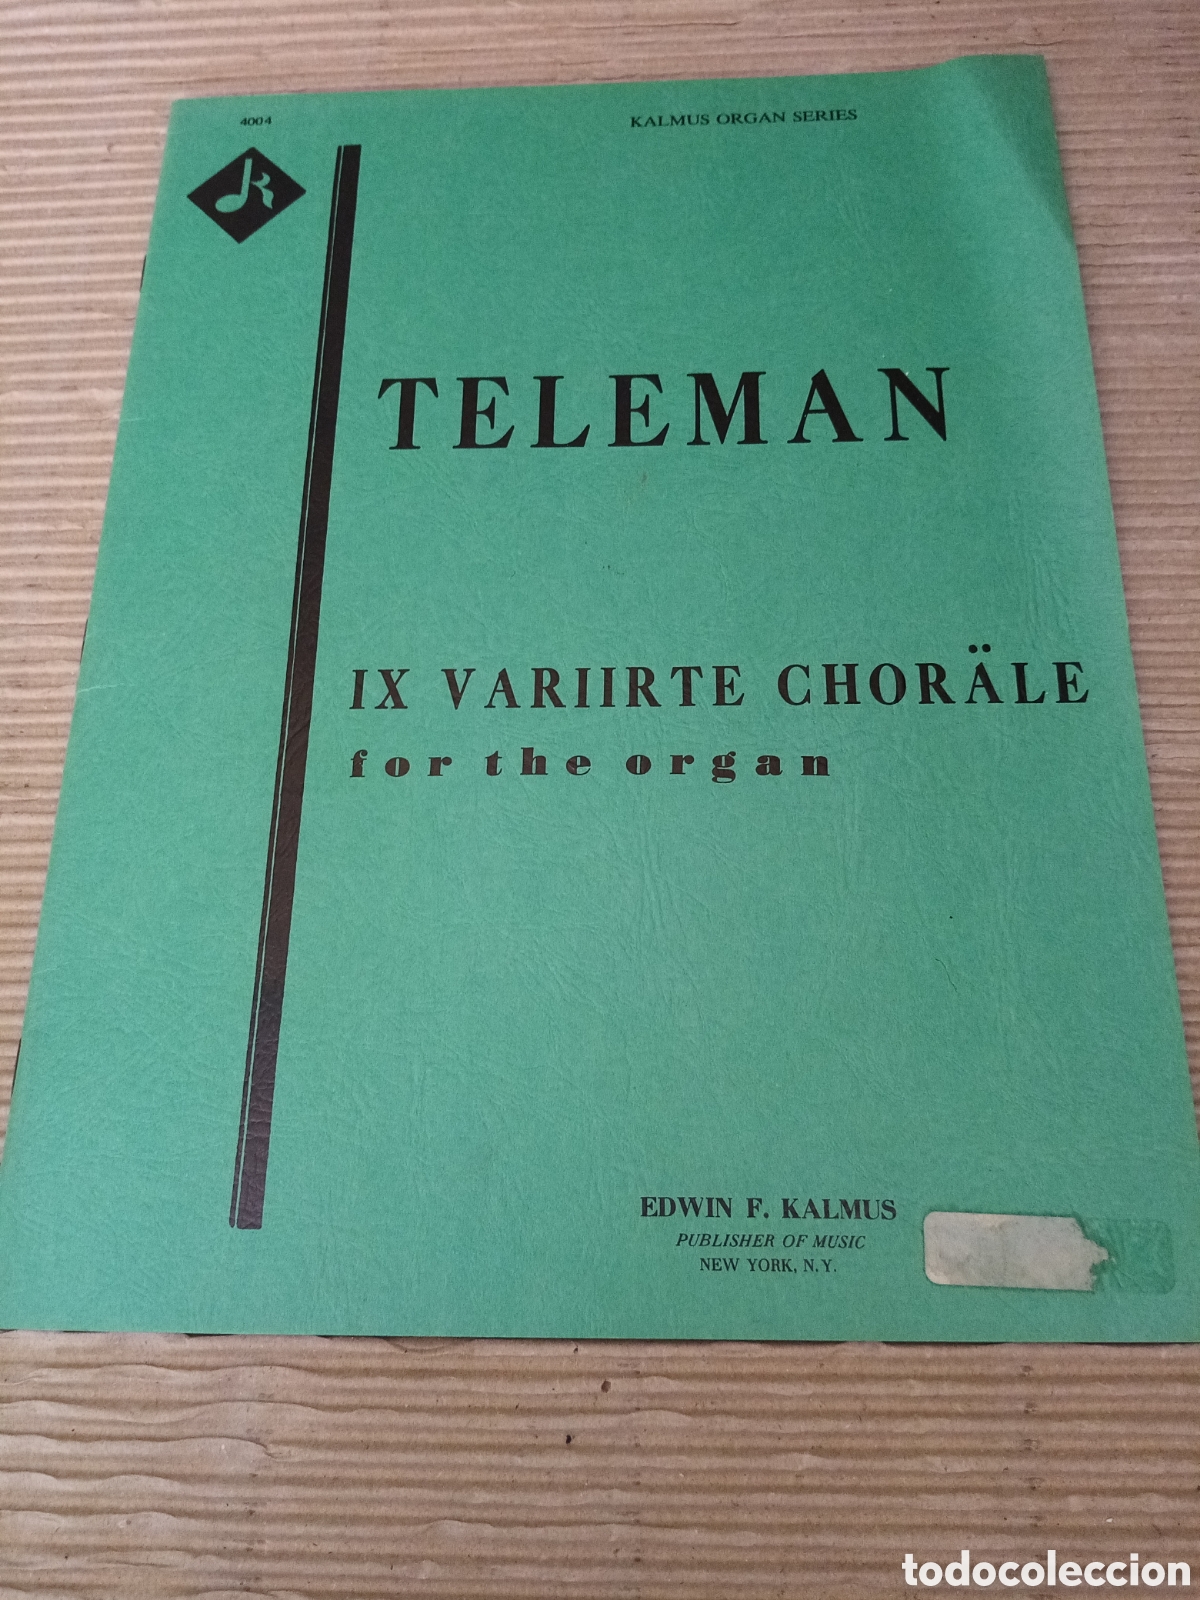 4004
KALMUS ORGAN SERIES
TELEMAN
IX VARIIRTE CHORÄLE
for the organ
EDWIN F. KALMUS
PUBLISHER OF MUSIC
NEW YORK, N.Y.
todocoleccion